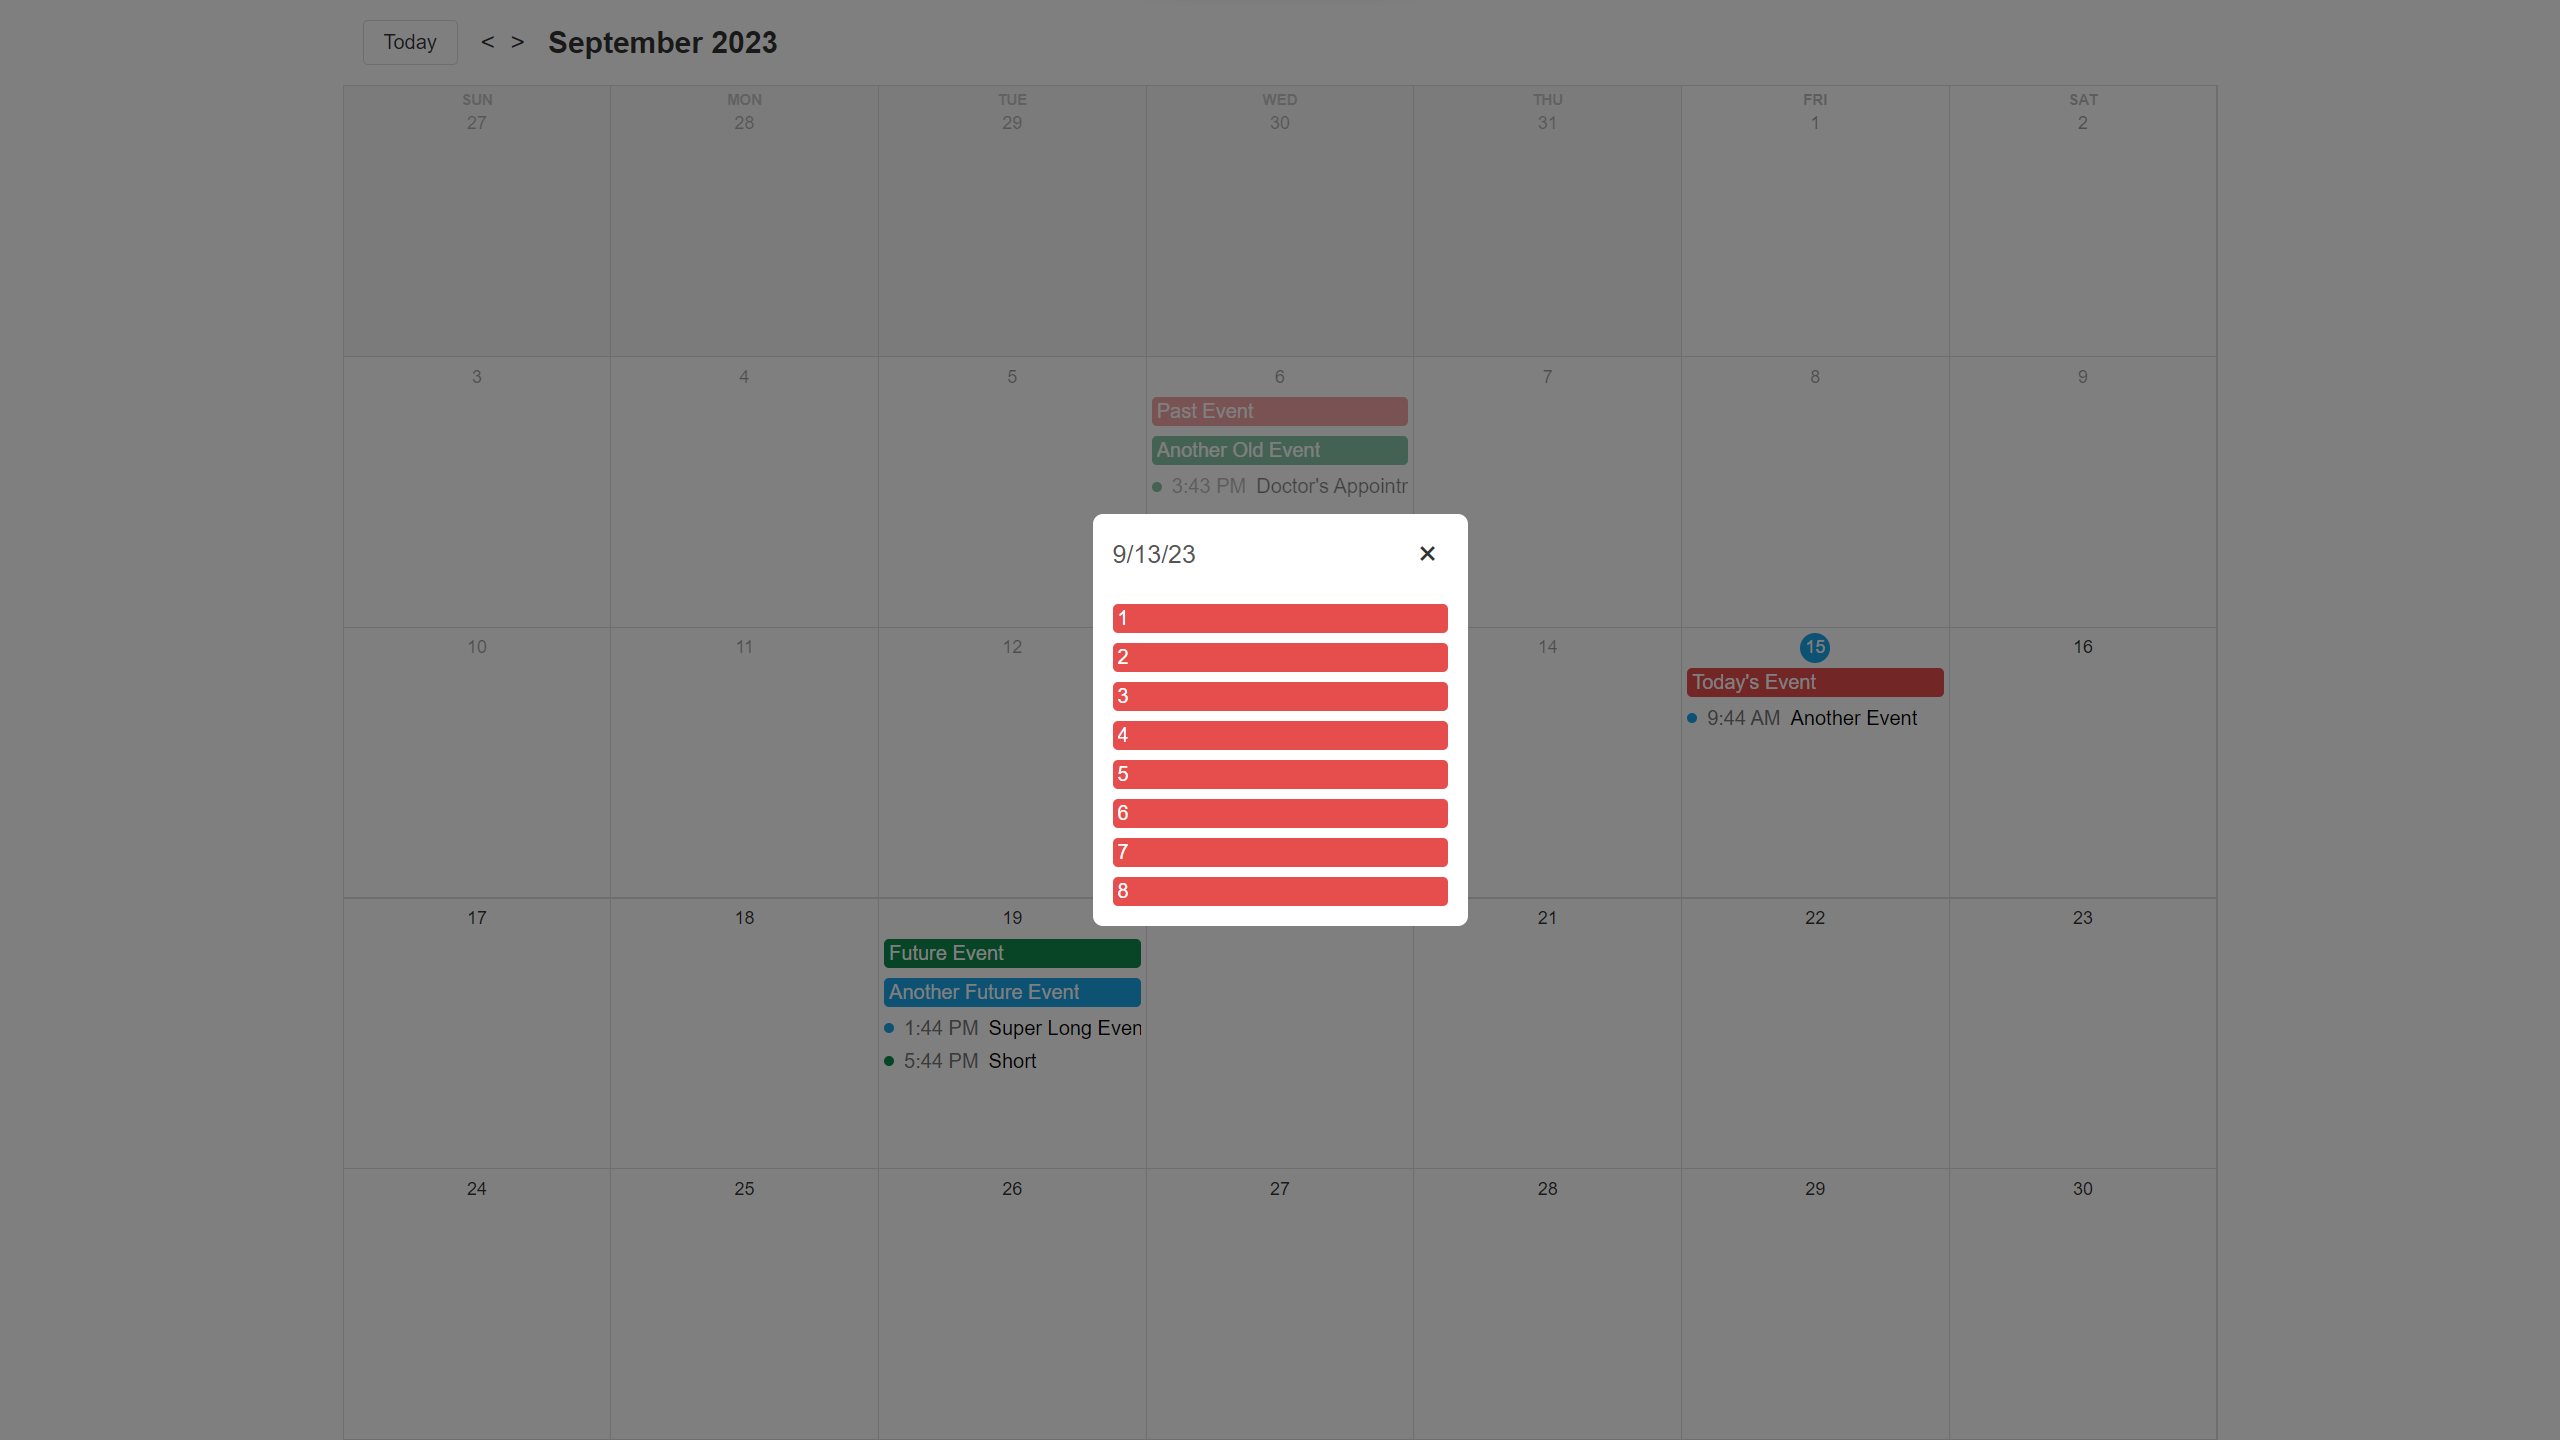 Today < > September 2023
SUN MON TUE WED THU FRI SAT
27 28 29 30 31 1 2
3 4 5 6 7 8 9
Past Event
Another Old Event
3:43 PM Doctor's Appointr
9/13/23 ×
1
2
3
4
5
6
7
8
10 11 12 14 15 16
Today's Event
9:44 AM Another Event
17 18 19 21 22 23
Future Event
Another Future Event
1:44 PM Super Long Even
5:44 PM Short
24 25 26 27 28 29 30